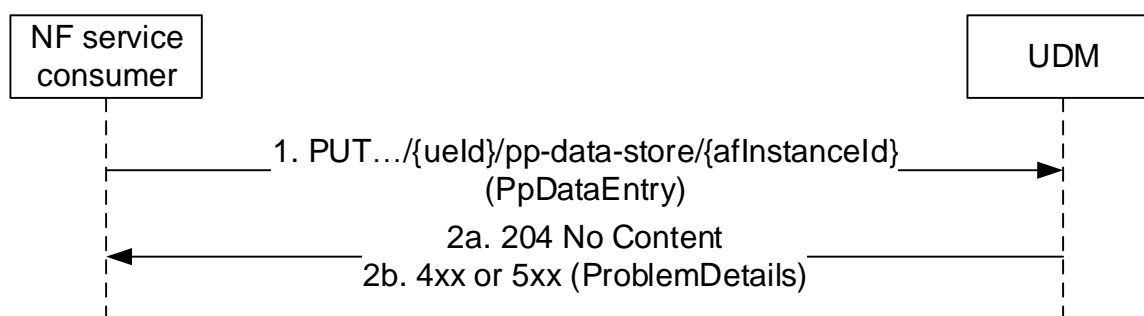 NF service
consumer
UDM
1. PUT…/{ueId}/pp-data-store/{afInstanceId}
(PpDataEntry)
2a. 204 No Content
2b. 4xx or 5xx (ProblemDetails)